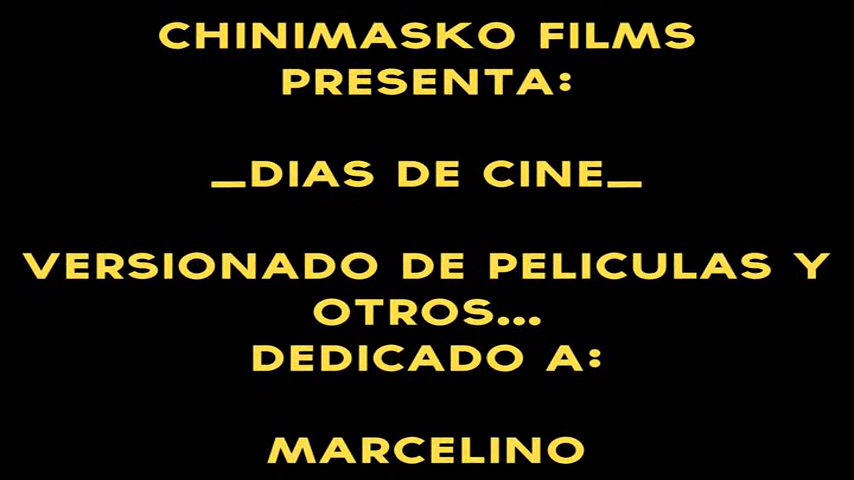 CHINIMASKO FILMS
PRESENTA:
_DIAS DE CINE_
VERSIONADO DE PELICULAS Y
OTROS...
DEDICADO A:
MARCELINO